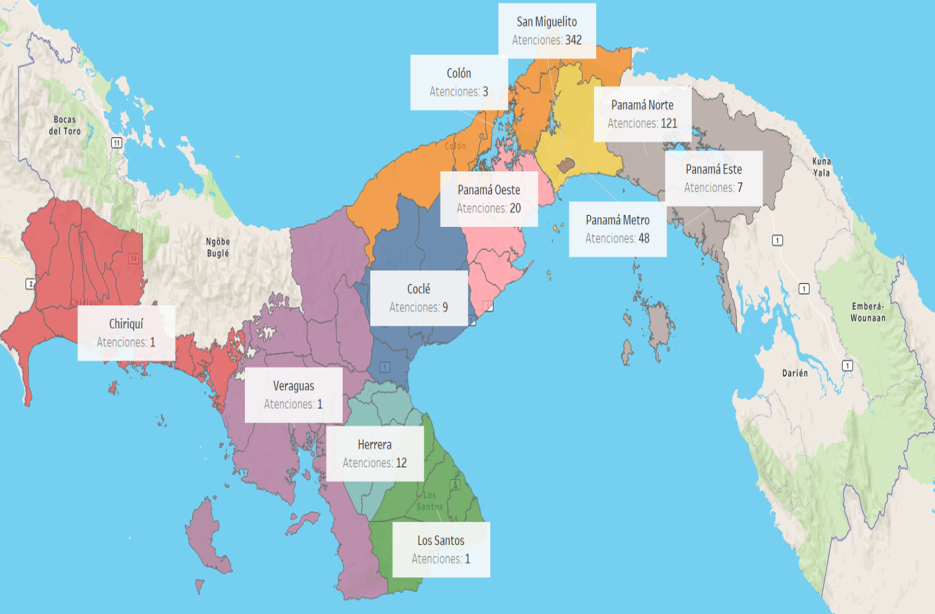 San Miguelito
Atenciones: 342
Colón
Atenciones: 3
Panamá Norte
Atenciones: 121
Bocas
del Toro
11
Colón
Panamá Este
Atenciones: 7
Kuna
Yala
Panamá Oeste
Atenciones: 20
Panamá Metro
Atenciones: 48
Ngöbe
Buglé
1
2
Coclé
Atenciones: 9
1
Chiriquí
Chiriquí
Atenciones: 1
Emberá-
Wounaan
1
Darién
Veraguas
Atenciones: 1
Herrera
Atenciones: 12
Los
Santos
Los Santos
Atenciones: 1